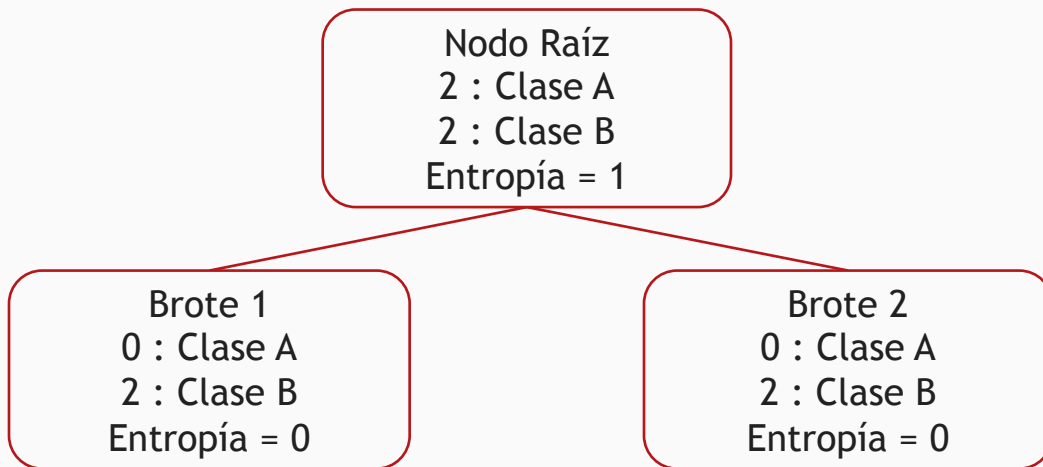 Nodo Raíz
2 : Clase A
2 : Clase B
Entropía = 1
Brote 1
0 : Clase A
2 : Clase B
Entropía = 0
Brote 2
0 : Clase A
2 : Clase B
Entropía = 0